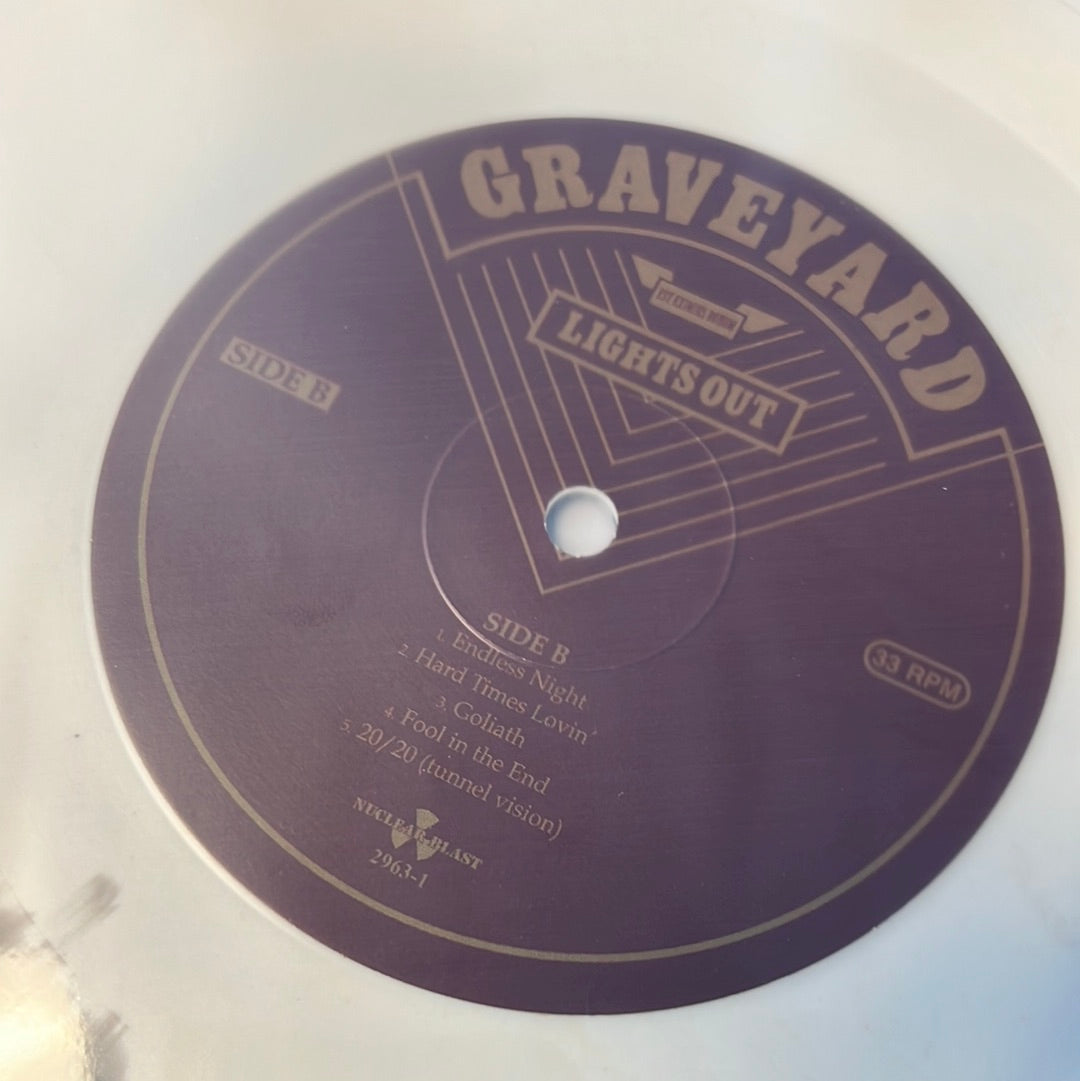 GRAVEYARD
LIGHTS OUT
SIDE B
33 RPM
SIDE B
1. Endless Night
2. Hard Times Lovin'
3. Goliath
4. Fool in the End
5. 20/20 (tunnel vision)
NUCLEAR BLAST
2963-1